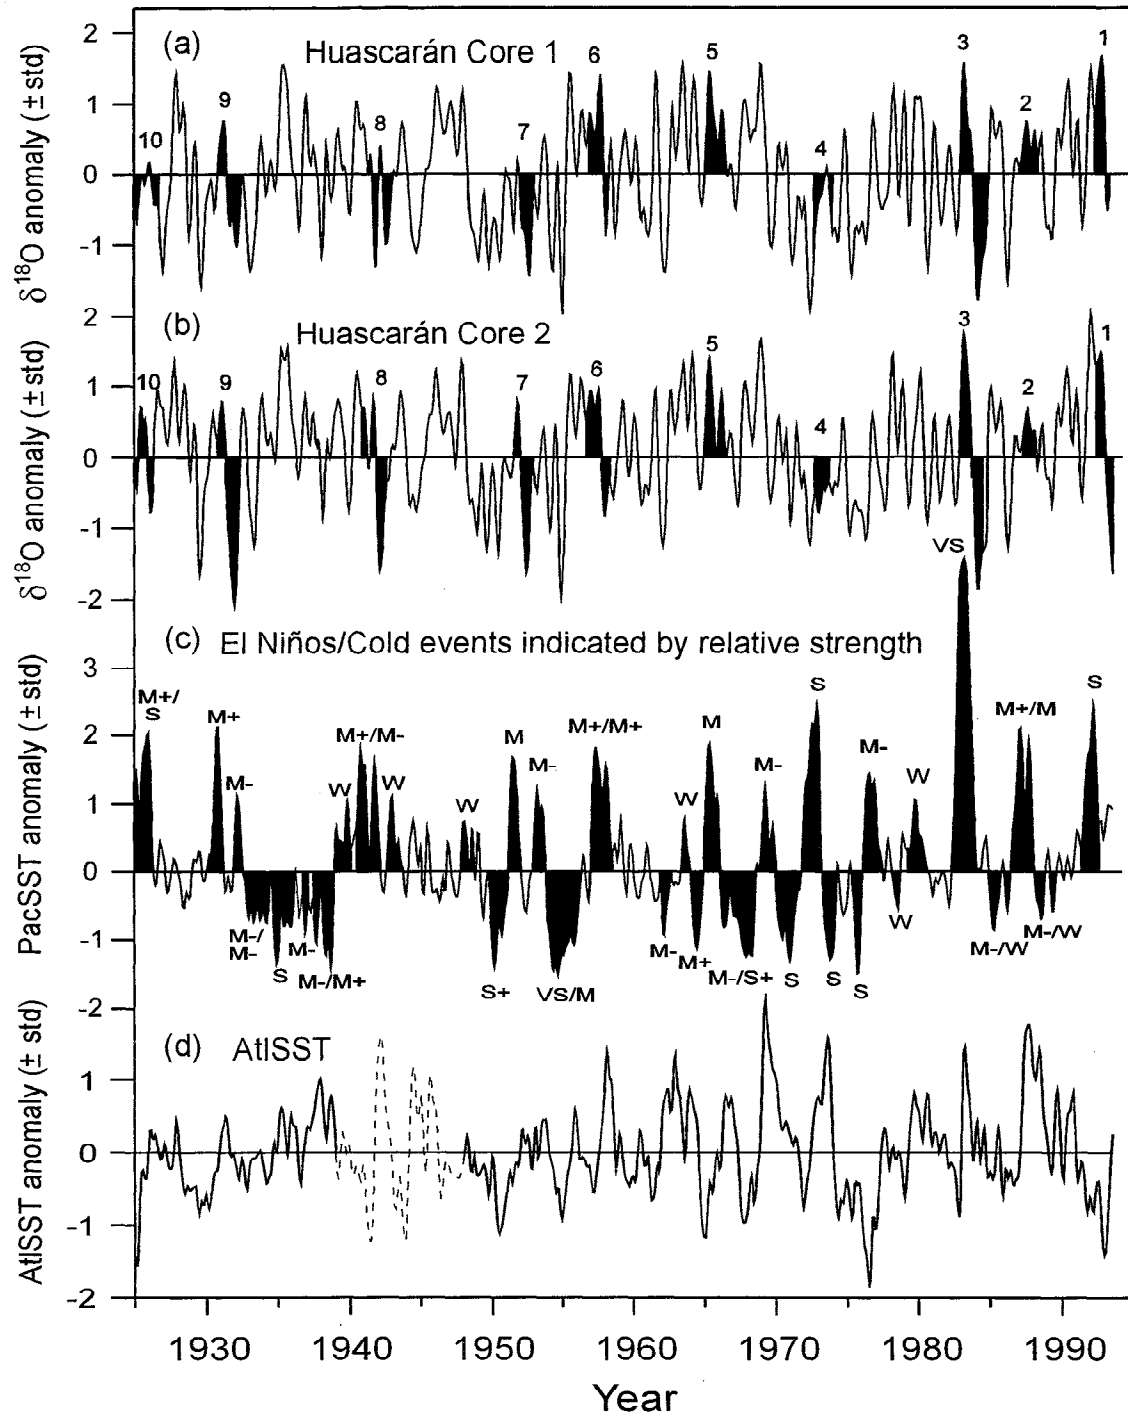 (a)
Huascarán Core 1
δ18O anomaly (± std)
2
1
0
-1
10
9
8
7
6
5
4
3
2
1
(b)
Huascarán Core 2
δ18O anomaly (± std)
2
1
0
-1
-2
10
9
8
7
6
5
4
3
2
1
(c)
El Niños/Cold events indicated by relative strength
PacSST anomaly (± std)
3
2
1
0
-1
-2
M+/
S
M+
M-
M+/M-
W
W
W
M
M-
M+/M+
W
M
M-
S
M-
W
VS
M+/M
S
M-/
M-
S
M-
M-/M+
S+
VS/M
M-
M+
M-/S+
S
S
S
W
M-/W
M-/W
(d)
AtlSST
AtlSST anomaly (± std)
1
0
-1
-2
1930
1940
1950
1960
1970
1980
1990
Year